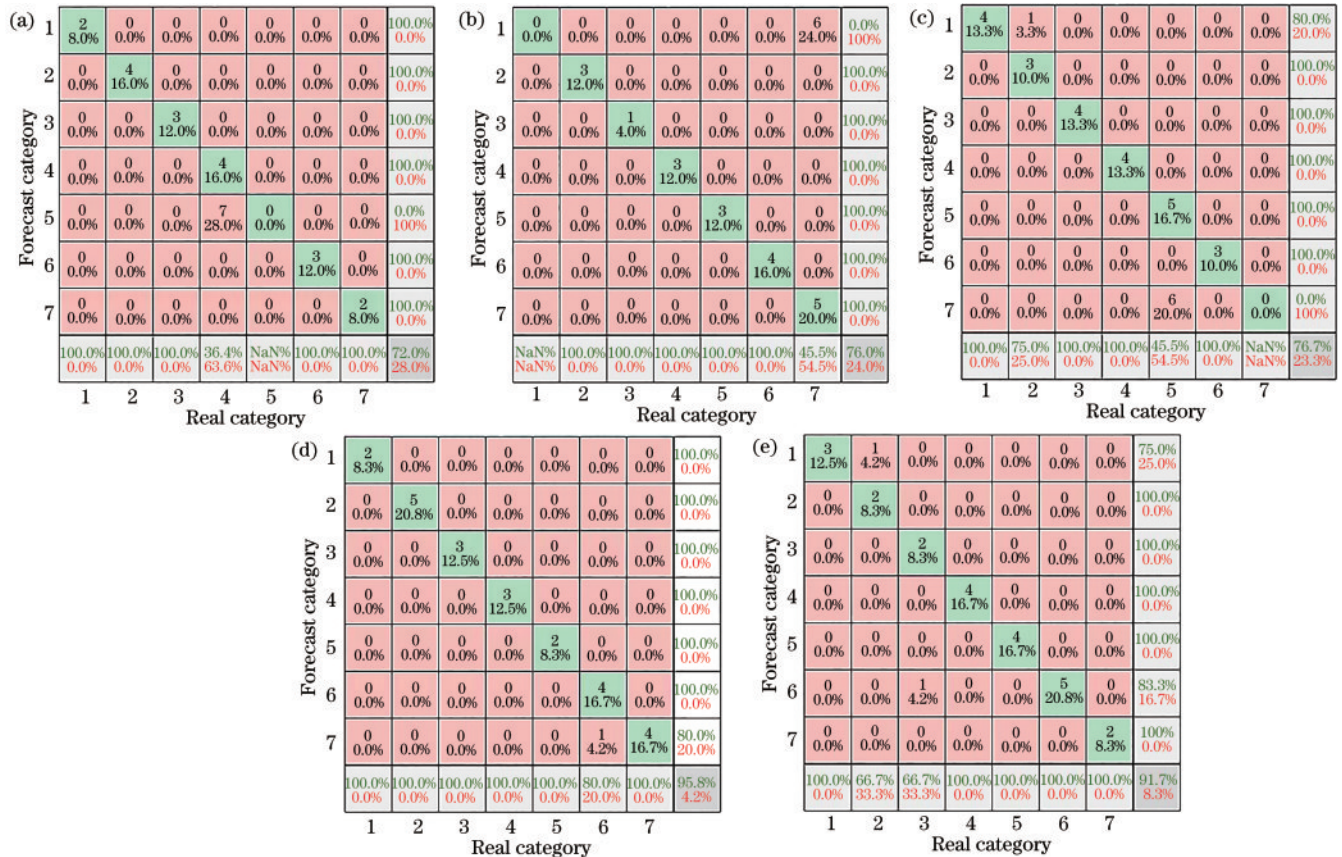 (a)
Forecast category
1 2 0 0 0 0 0 0 100.0%
8.0% 0.0% 0.0% 0.0% 0.0% 0.0% 0.0% 0.0%
2 0 4 0 0 0 0 0 100.0%
0.0% 16.0% 0.0% 0.0% 0.0% 0.0% 0.0% 0.0%
3 0 0 3 0 0 0 0 100.0%
0.0% 0.0% 12.0% 0.0% 0.0% 0.0% 0.0% 0.0%
4 0 0 0 4 0 0 0 100.0%
0.0% 0.0% 0.0% 16.0% 0.0% 0.0% 0.0% 0.0%
5 0 0 0 7 0 0 0 0.0%
0.0% 0.0% 0.0% 28.0% 0.0% 0.0% 0.0% 100%
6 0 0 0 0 0 3 0 100.0%
0.0% 0.0% 0.0% 0.0% 0.0% 12.0% 0.0% 0.0%
7 0 0 0 0 0 0 2 100.0%
0.0% 0.0% 0.0% 0.0% 0.0% 0.0% 8.0% 0.0%
100.0% 100.0% 100.0% 36.4% NaN% 100.0% 100.0% 72.0%
0.0% 0.0% 0.0% 63.6% NaN% 0.0% 0.0% 28.0%
1 2 3 4 5 6 7
Real category
(b)
Forecast category
1 0 0 0 0 0 0 6 0.0%
0.0% 0.0% 0.0% 0.0% 0.0% 0.0% 24.0% 100%
2 0 3 0 0 0 0 0 100.0%
0.0% 12.0% 0.0% 0.0% 0.0% 0.0% 0.0% 0.0%
3 0 0 1 0 0 0 0 100.0%
0.0% 0.0% 4.0% 0.0% 0.0% 0.0% 0.0% 0.0%
4 0 0 0 3 0 0 0 100.0%
0.0% 0.0% 0.0% 12.0% 0.0% 0.0% 0.0% 0.0%
5 0 0 0 0 3 0 0 100.0%
0.0% 0.0% 0.0% 0.0% 12.0% 0.0% 0.0% 0.0%
6 0 0 0 0 0 4 0 100.0%
0.0% 0.0% 0.0% 0.0% 0.0% 16.0% 0.0% 0.0%
7 0 0 0 0 0 0 5 100.0%
0.0% 0.0% 0.0% 0.0% 0.0% 0.0% 20.0% 0.0%
NaN% 100.0% 100.0% 100.0% 100.0% 100.0% 45.5% 76.0%
NaN% 0.0% 0.0% 0.0% 0.0% 0.0% 54.5% 24.0%
1 2 3 4 5 6 7
Real category
(c)
Forecast category
1 4 1 0 0 0 0 0 80.0%
13.3% 3.3% 0.0% 0.0% 0.0% 0.0% 0.0% 20.0%
2 0 3 0 0 0 0 0 100.0%
0.0% 10.0% 0.0% 0.0% 0.0% 0.0% 0.0% 0.0%
3 0 0 4 0 0 0 0 100.0%
0.0% 0.0% 13.3% 0.0% 0.0% 0.0% 0.0% 0.0%
4 0 0 0 4 0 0 0 100.0%
0.0% 0.0% 0.0% 13.3% 0.0% 0.0% 0.0% 0.0%
5 0 0 0 0 5 0 0 100.0%
0.0% 0.0% 0.0% 0.0% 16.7% 0.0% 0.0% 0.0%
6 0 0 0 0 0 3 0 100.0%
0.0% 0.0% 0.0% 0.0% 0.0% 10.0% 0.0% 0.0%
7 0 0 0 0 6 0 0 0.0%
0.0% 0.0% 0.0% 0.0% 20.0% 0.0% 0.0% 100%
100.0% 75.0% 100.0% 100.0% 45.5% 100.0% NaN% 76.7%
0.0% 25.0% 0.0% 0.0% 54.5% 0.0% NaN% 23.3%
1 2 3 4 5 6 7
Real category
(d)
Forecast category
1 2 0 0 0 0 0 0 100.0%
8.3% 0.0% 0.0% 0.0% 0.0% 0.0% 0.0% 0.0%
2 0 5 0 0 0 0 0 100.0%
0.0% 20.8% 0.0% 0.0% 0.0% 0.0% 0.0% 0.0%
3 0 0 3 0 0 0 0 100.0%
0.0% 0.0% 12.5% 0.0% 0.0% 0.0% 0.0% 0.0%
4 0 0 0 3 0 0 0 100.0%
0.0% 0.0% 0.0% 12.5% 0.0% 0.0% 0.0% 0.0%
5 0 0 0 0 2 0 0 100.0%
0.0% 0.0% 0.0% 0.0% 8.3% 0.0% 0.0% 0.0%
6 0 0 0 0 0 4 0 100.0%
0.0% 0.0% 0.0% 0.0% 0.0% 16.7% 0.0% 0.0%
7 0 0 0 0 0 1 4 80.0%
0.0% 0.0% 0.0% 0.0% 0.0% 4.2% 16.7% 20.0%
100.0% 100.0% 100.0% 100.0% 100.0% 80.0% 100.0% 95.8%
0.0% 0.0% 0.0% 0.0% 0.0% 20.0% 0.0% 4.2%
1 2 3 4 5 6 7
Real category
(e)
Forecast category
1 3 1 0 0 0 0 0 75.0%
12.5% 4.2% 0.0% 0.0% 0.0% 0.0% 0.0% 25.0%
2 0 2 0 0 0 0 0 100.0%
0.0% 8.3% 0.0% 0.0% 0.0% 0.0% 0.0% 0.0%
3 0 0 2 0 0 0 0 100.0%
0.0% 0.0% 8.3% 0.0% 0.0% 0.0% 0.0% 0.0%
4 0 0 0 4 0 0 0 100.0%
0.0% 0.0% 0.0% 16.7% 0.0% 0.0% 0.0% 0.0%
5 0 0 0 0 4 0 0 100.0%
0.0% 0.0% 0.0% 0.0% 16.7% 0.0% 0.0% 0.0%
6 0 0 1 0 0 5 0 83.3%
0.0% 0.0% 4.2% 0.0% 0.0% 20.8% 0.0% 16.7%
7 0 0 0 0 0 0 2 100%
0.0% 0.0% 0.0% 0.0% 0.0% 0.0% 8.3% 0.0%
100.0% 66.7% 66.7% 100.0% 100.0% 100.0% 100.0% 91.7%
0.0% 33.3% 33.3% 0.0% 0.0% 0.0% 0.0% 8.3%
1 2 3 4 5 6 7
Real category